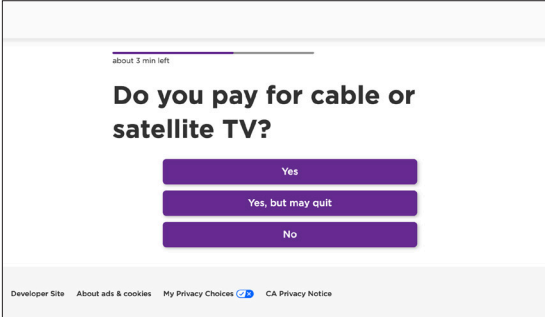 about 3 min left
Do you pay for cable or
satellite TV?
Yes
Yes, but may quit
No
Developer Site About ads & cookies My Privacy Choices CA Privacy Notice